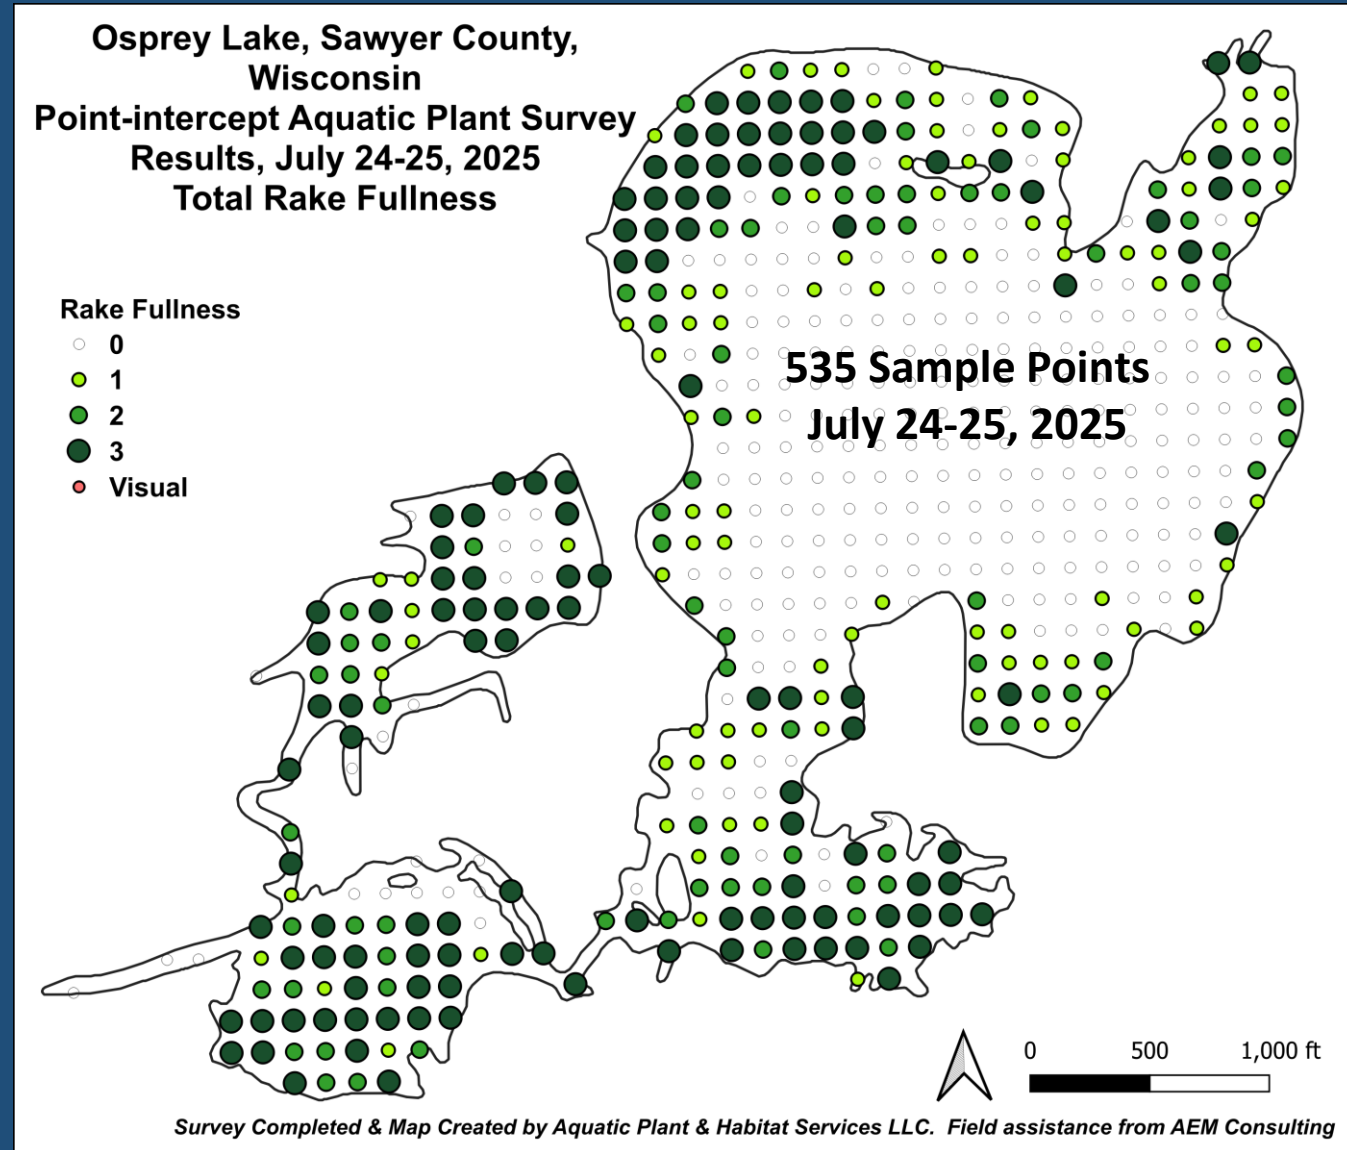 Osprey Lake, Sawyer County,
Wisconsin
Point-intercept Aquatic Plant Survey
Results, July 24-25, 2025
Total Rake Fullness
Rake Fullness
0
1
2
3
Visual
535 Sample Points
July 24-25, 2025
0 500 1,000 ft
Survey Completed & Map Created by Aquatic Plant & Habitat Services LLC. Field assistance from AEM Consulting